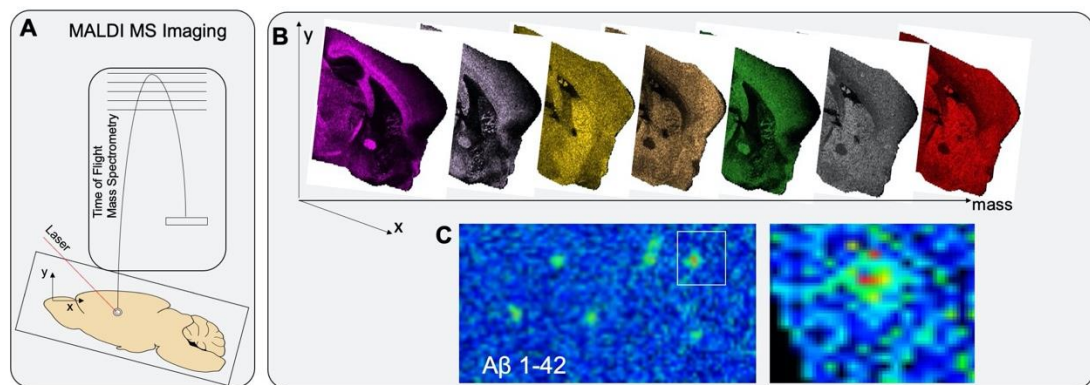 A
MALDI MS Imaging
Time of Flight
Mass Spectrometry
Laser
y
x
B
y
x
mass
C
Aβ 1-42